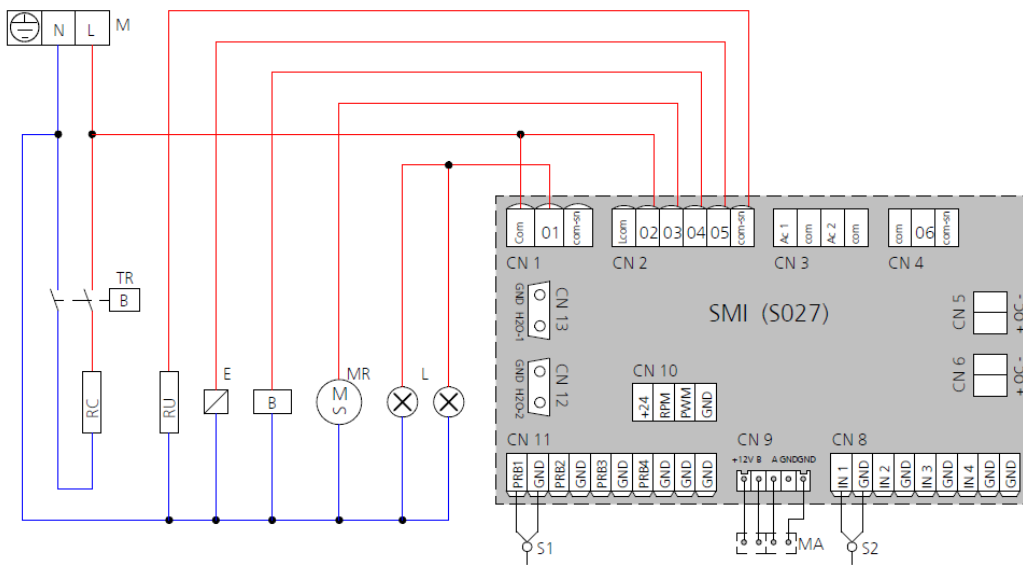 N L M
Com 01 com-sn
Lcom 02 03 04 05 com-sn
Ac 1 com Ac 2 com
com 06 com-sn
CN 1
CN 2
CN 3
CN 4
TR
B
GND H2O-1
CN 13
SMI (S027)
CN 5
+ OC -
RC
RU
E
B
MR
M
S
L
GND H2O-2
CN 12
CN 10
+24 RPM PWM GND
CN 6
+ OC -
CN 11
CN 9
CN 8
+12V B A GND GND
PRB1 GND PRB2 GND PRB3 GND PRB4 GND GND GND
IN 1 GND IN 2 GND IN 3 GND IN 4 GND GND
S1
MA
S2